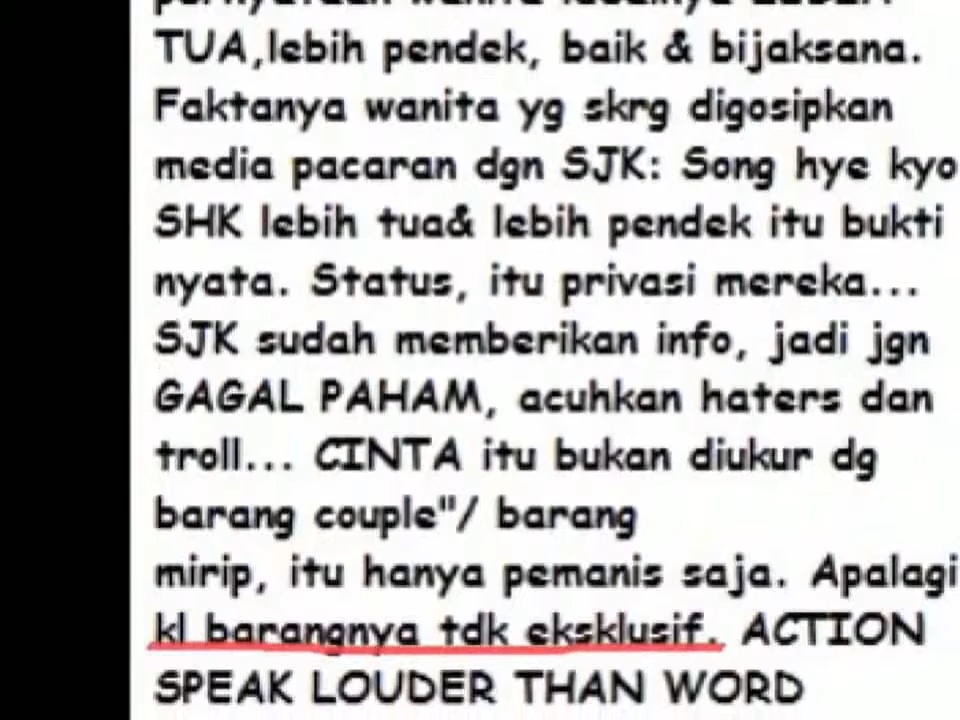 TUA,lebih pendek, baik & bijaksana.
Faktanya wanita yg skrg digosipkan
media pacaran dgn SJK: Song hye kyo
SHK lebih tua& lebih pendek itu bukti
nyata. Status, itu privasi mereka...
SJK sudah memberikan info, jadi jgn
GAGAL PAHAM, acuhkan haters dan
troll... CINTA itu bukan diukur dg
barang couple"/ barang
mirip, itu hanya pemanis saja. Apalagi
kl barangnya tdk eksklusif. ACTION
SPEAK LOUDER THAN WORD